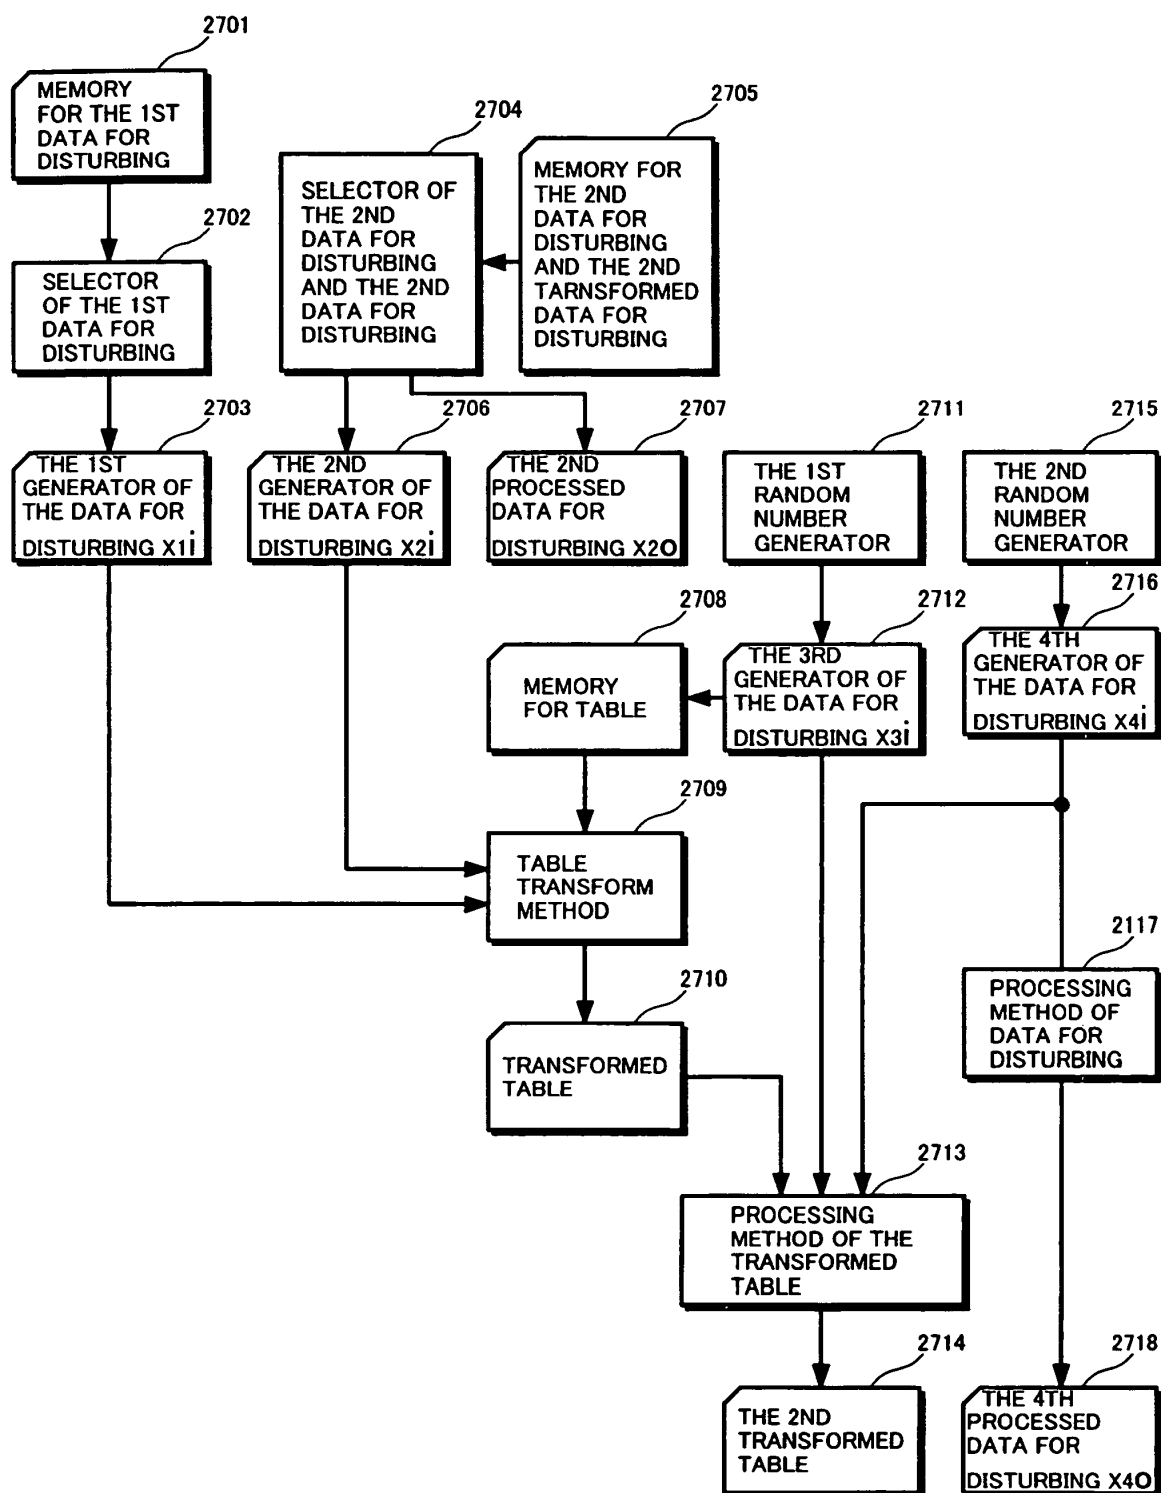 2701
MEMORY
FOR THE 1ST
DATA FOR
DISTURBING
2702
SELECTOR
OF THE 1ST
DATA FOR
DISTURBING
2704
SELECTOR OF
THE 2ND
DATA FOR
DISTURBING
AND THE 2ND
DATA FOR
DISTURBING
2705
MEMORY FOR
THE 2ND
DATA FOR
DISTURBING
AND THE 2ND
TARNSFORMED
DATA FOR
DISTURBING
2703
THE 1ST
GENERATOR OF
THE DATA FOR
DISTURBING X1i
2706
THE 2ND
GENERATOR OF
THE DATA FOR
DISTURBING X2i
2707
THE 2ND
PROCESSED
DATA FOR
DISTURBING X2O
2711
THE 1ST
RANDOM
NUMBER
GENERATOR
2715
THE 2ND
RANDOM
NUMBER
GENERATOR
2708
MEMORY
FOR TABLE
2712
THE 3RD
GENERATOR OF
THE DATA FOR
DISTURBING X3i
2716
THE 4TH
GENERATOR OF
THE DATA FOR
DISTURBING X4i
2709
TABLE
TRANSFORM
METHOD
2117
PROCESSING
METHOD OF
DATA FOR
DISTURBING
2710
TRANSFORMED
TABLE
2713
PROCESSING
METHOD OF THE
TRANSFORMED
TABLE
2714
THE 2ND
TRANSFORMED
TABLE
2718
THE 4TH
PROCESSED
DATA FOR
DISTURBING X4O